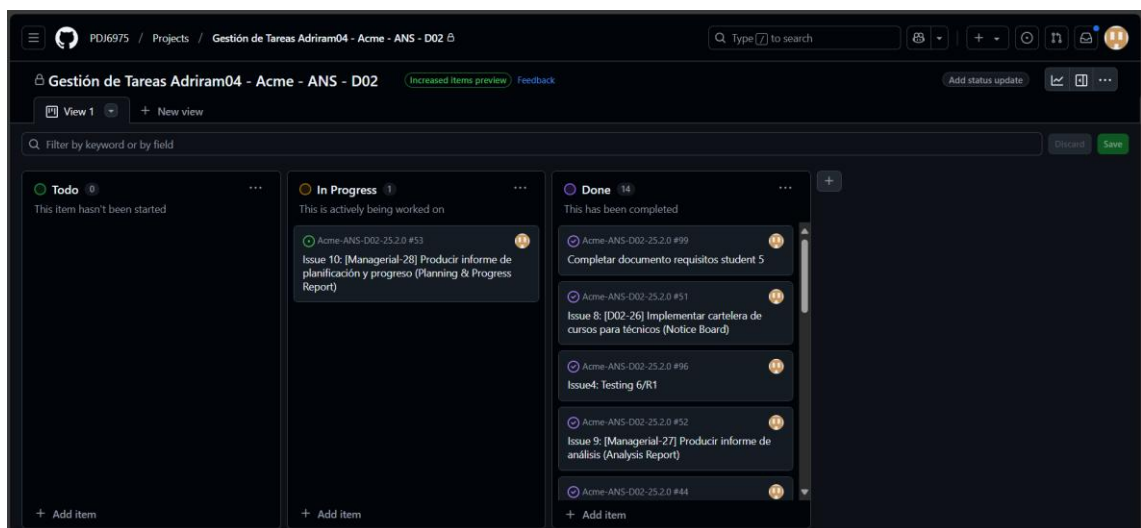 PDJ6975 / Projects / Gestión de Tareas Adriram04 - Acme - ANS - D02
Type / to search
Gestión de Tareas Adriram04 - Acme - ANS - D02
Increased items preview
Feedback
Add status update
View 1
+ New view
Filter by keyword or by field
Discard
Save
Todo 0
This item hasn't been started
+ Add item
In Progress 1
This is actively being worked on
Acme-ANS-D02-25.2.0 #53
Issue 10: [Managerial-28] Producir informe de
planificación y progreso (Planning & Progress
Report)
+ Add item
Done 14
This has been completed
Acme-ANS-D02-25.2.0 #99
Completar documento requisitos student 5
Acme-ANS-D02-25.2.0 #51
Issue 8: [D02-26] Implementar cartelera de
cursos para técnicos (Notice Board)
Acme-ANS-D02-25.2.0 #96
Issue4: Testing 6/R1
Acme-ANS-D02-25.2.0 #52
Issue 9: [Managerial-27] Producir informe de
análisis (Analysis Report)
Acme-ANS-D02-25.2.0 #44
+ Add item